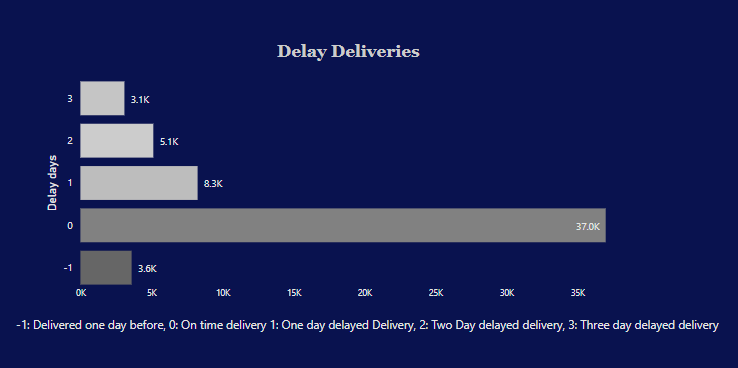 Delay Deliveries
Delay days
3 3.1K
2 5.1K
1 8.3K
0 37.0K
-1 3.6K
0K 5K 10K 15K 20K 25K 30K 35K
-1: Delivered one day before, 0: On time delivery 1: One day delayed Delivery, 2: Two Day delayed delivery, 3: Three day delayed delivery